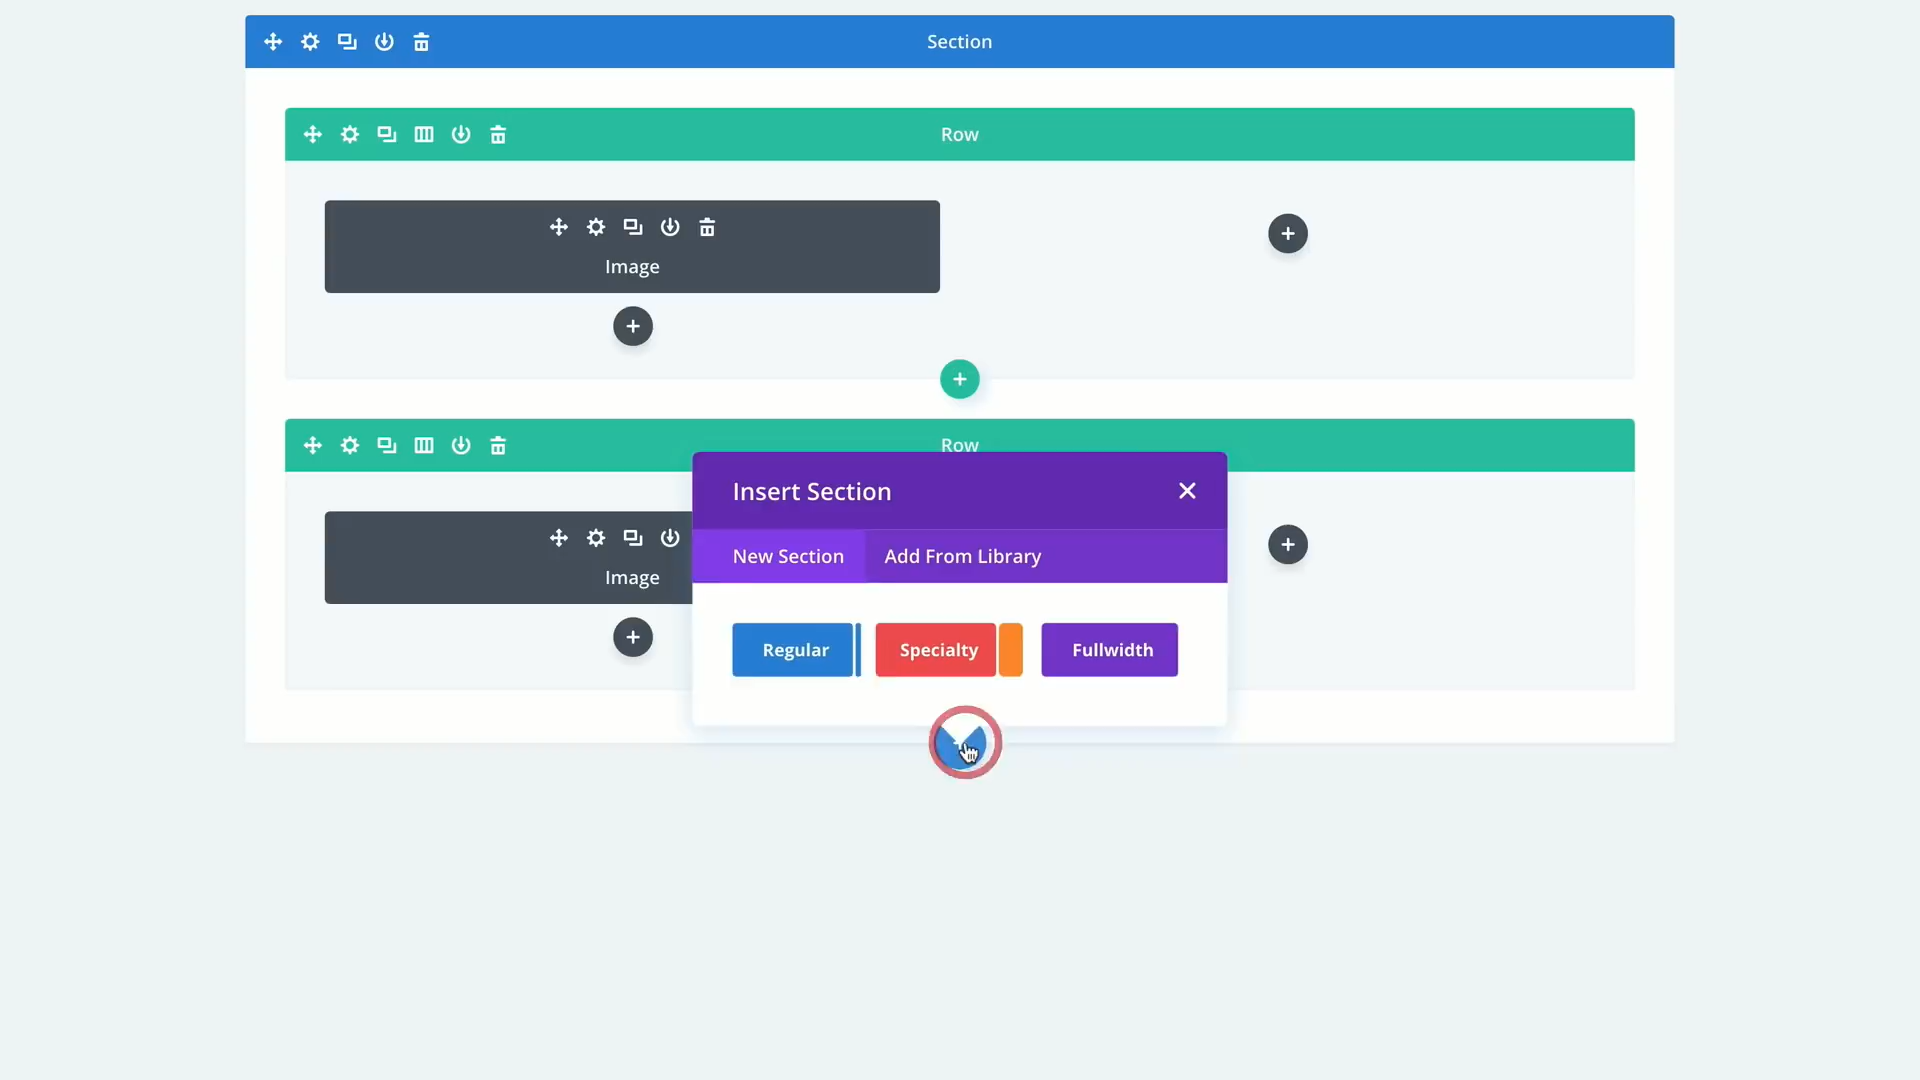 Section
Row
Image
Row
Insert Section
New Section
Add From Library
Image
Regular
Specialty
Fullwidth